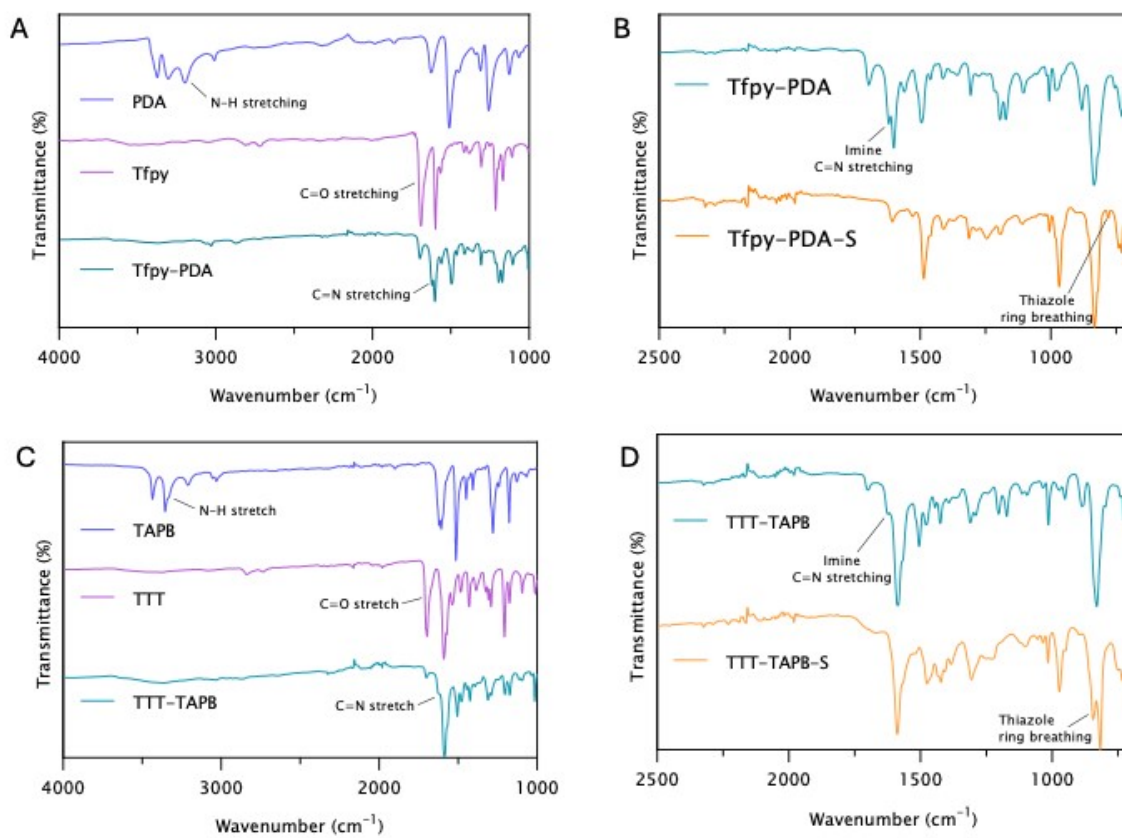 A
Transmittance (%)
PDA
N-H stretching
Tfpy
C=O stretching
Tfpy-PDA
C=N stretching
4000 3000 2000 1000
Wavenumber (cm⁻¹)
B
Transmittance (%)
Tfpy-PDA
Imine
C=N stretching
Tfpy-PDA-S
Thiazole
ring breathing
2500 2000 1500 1000
Wavenumber (cm⁻¹)
C
Transmittance (%)
N-H stretch
TAPB
TTT
C=O stretch
TTT-TAPB
C=N stretch
4000 3000 2000 1000
Wavenumber (cm⁻¹)
D
Transmittance (%)
TTT-TAPB
Imine
C=N stretching
TTT-TAPB-S
Thiazole
ring breathing
2500 2000 1500 1000
Wavenumber (cm⁻¹)